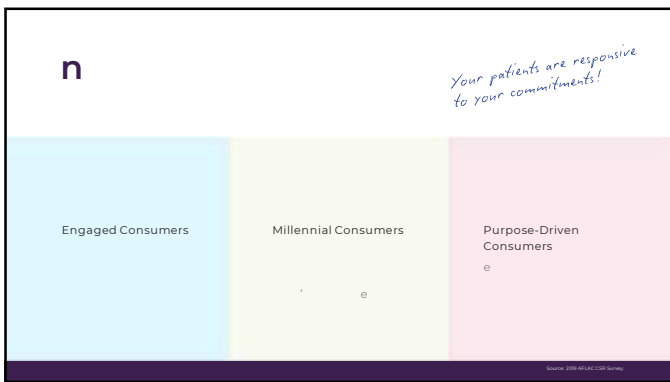 n
Your patients are responsive
to your commitments!
Engaged Consumers
Millennial Consumers
Purpose-Driven
Consumers
e
' e
Source: 2019 AFLAC CSR Survey.